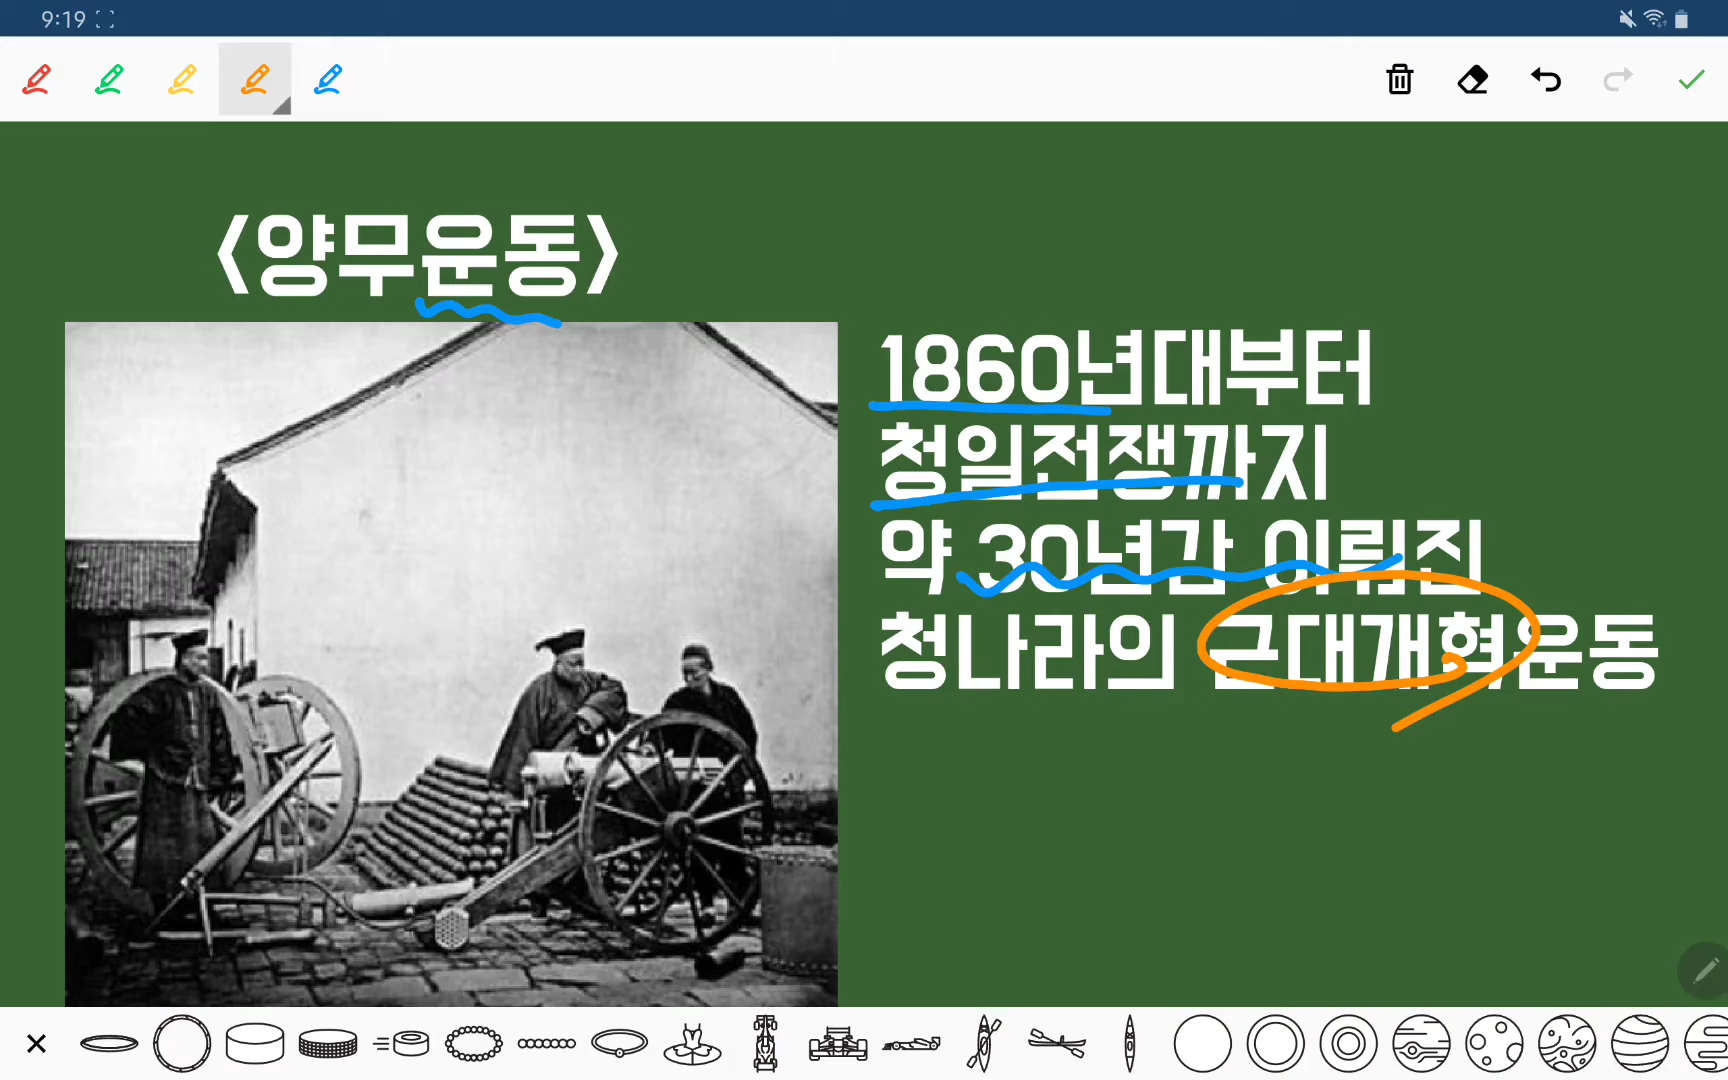 9:19
〈양무운동〉
1860년대부터
청일전쟁까지
약 30년간 이뤄진
청나라의 근대개혁운동